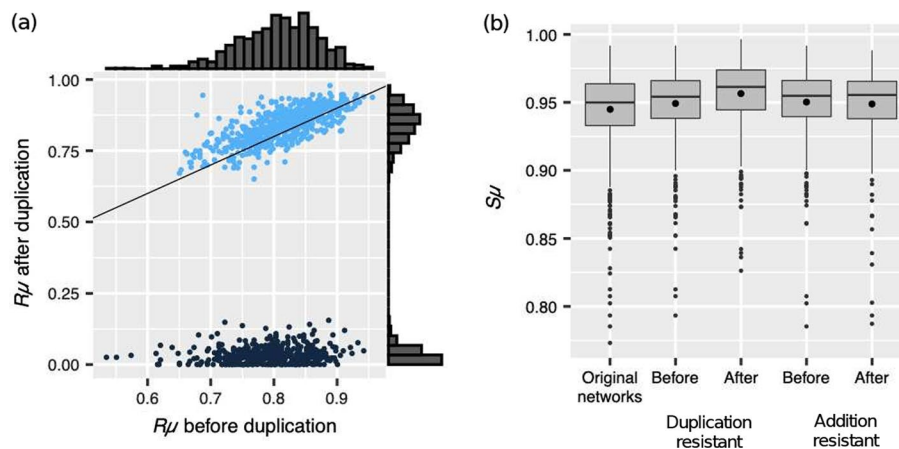 (a)
1.00
0.75
0.50
0.25
0.00
Rμ after duplication
0.6 0.7 0.8 0.9
Rμ before duplication
(b)
1.00
0.95
0.90
0.85
0.80
Sμ
Original Before After Before After
networks
Duplication Addition
resistant resistant